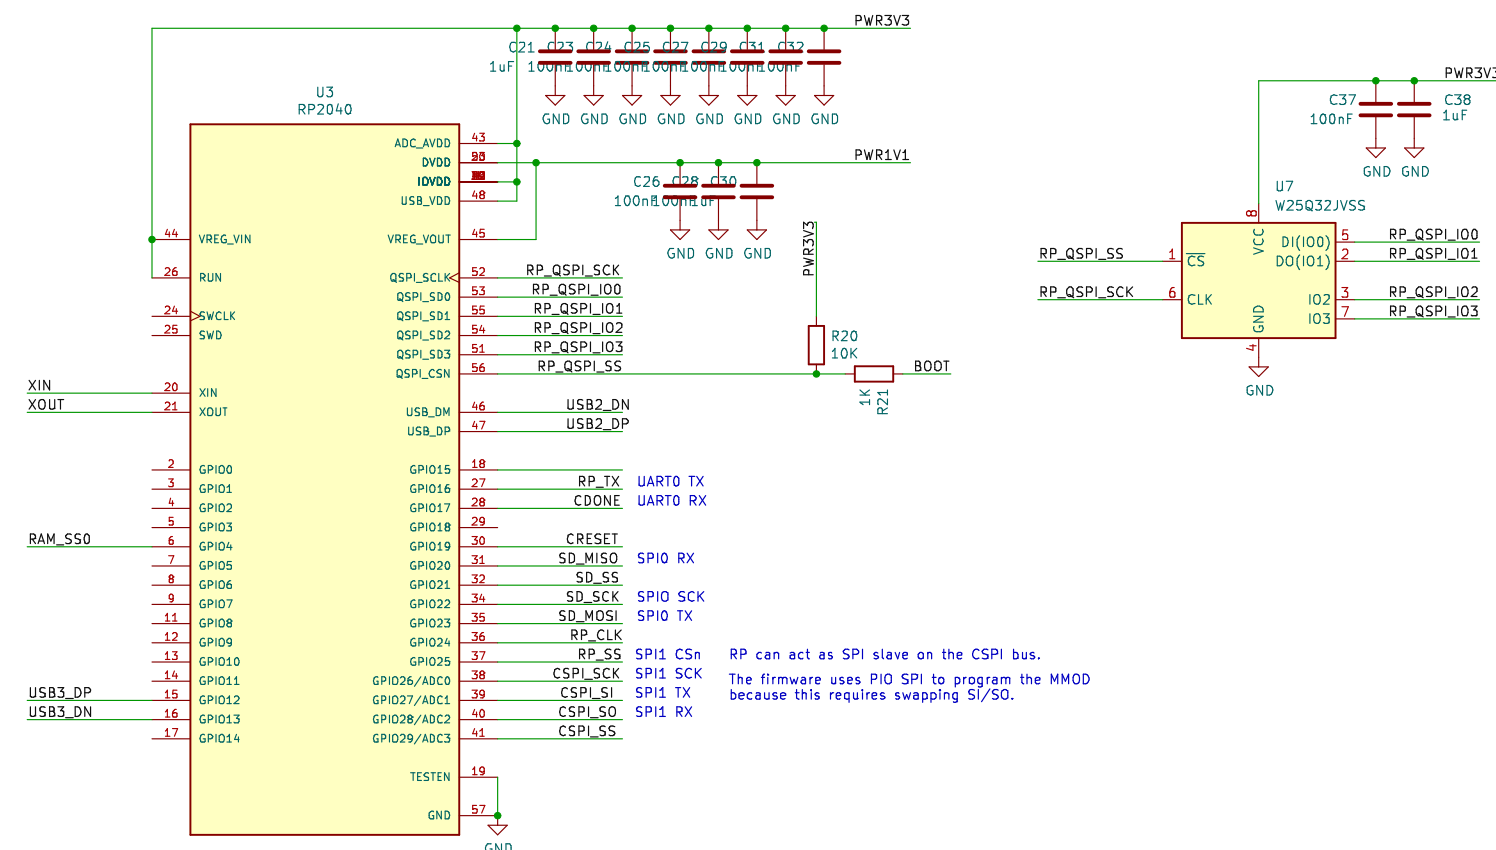 PWR3V3
C21 C23 C24 C25 C27 C29 C31 C32
1uF 100nF 100nF 100nF 100nF 100nF 100nF 100nF
GND GND GND GND GND GND GND GND
U3
RP2040
43 ADC_AVDD
DVDD
IOVDD
48 USB_VDD
44 VREG_VIN
45 VREG_VOUT
26 RUN
52 QSPI_SCLK RP_QSPI_SCK
53 QSPI_SD0 RP_QSPI_IO0
24 SWCLK
55 QSPI_SD1 RP_QSPI_IO1
25 SWD
54 QSPI_SD2 RP_QSPI_IO2
51 QSPI_SD3 RP_QSPI_IO3
56 QSPI_CSN RP_QSPI_SS
XIN 20 XIN
XOUT 21 XOUT
USB_DM 46 USB2_DN
USB_DP 47 USB2_DP
2 GPIO0 GPIO15 18
3 GPIO1 GPIO16 27 RP_TX UART0 TX
4 GPIO2 GPIO17 28 CDONE UART0 RX
5 GPIO3 GPIO18 29
RAM_SS0 6 GPIO4 GPIO19 30 CRESET
7 GPIO5 GPIO20 31 SD_MISO SPI0 RX
8 GPIO6 GPIO21 32 SD_SS
9 GPIO7 GPIO22 34 SD_SCK SPIO SCK
11 GPIO8 GPIO23 35 SD_MOSI SPI0 TX
12 GPIO9 GPIO24 36 RP_CLK
13 GPIO10 GPIO25 37 RP_SS SPI1 CSn
14 GPIO11 GPIO26/ADC0 38 CSPI_SCK SPI1 SCK
USB3_DP 15 GPIO12 GPIO27/ADC1 39 CSPI_SI SPI1 TX
USB3_DN 16 GPIO13 GPIO28/ADC2 40 CSPI_SO SPI1 RX
17 GPIO14 GPIO29/ADC3 41 CSPI_SS
TESTEN 19
GND 57
GND
RP can act as SPI slave on the CSPI bus.
The firmware uses PIO SPI to program the MMOD
because this requires swapping SI/SO.
PWR1V1
C26 C28 C30
100nF 100nF 1uF
GND GND GND
PWR3V3
R20
10K
1K
R21
BOOT
PWR3V3
C37
100nF
C38
1uF
GND GND
U7
W25Q32JVSS
8
VCC
RP_QSPI_SS 1 CS
RP_QSPI_SCK 6 CLK
DI(IO0) 5 RP_QSPI_IO0
DO(IO1) 2 RP_QSPI_IO1
IO2 3 RP_QSPI_IO2
IO3 7 RP_QSPI_IO3
GND
4
GND